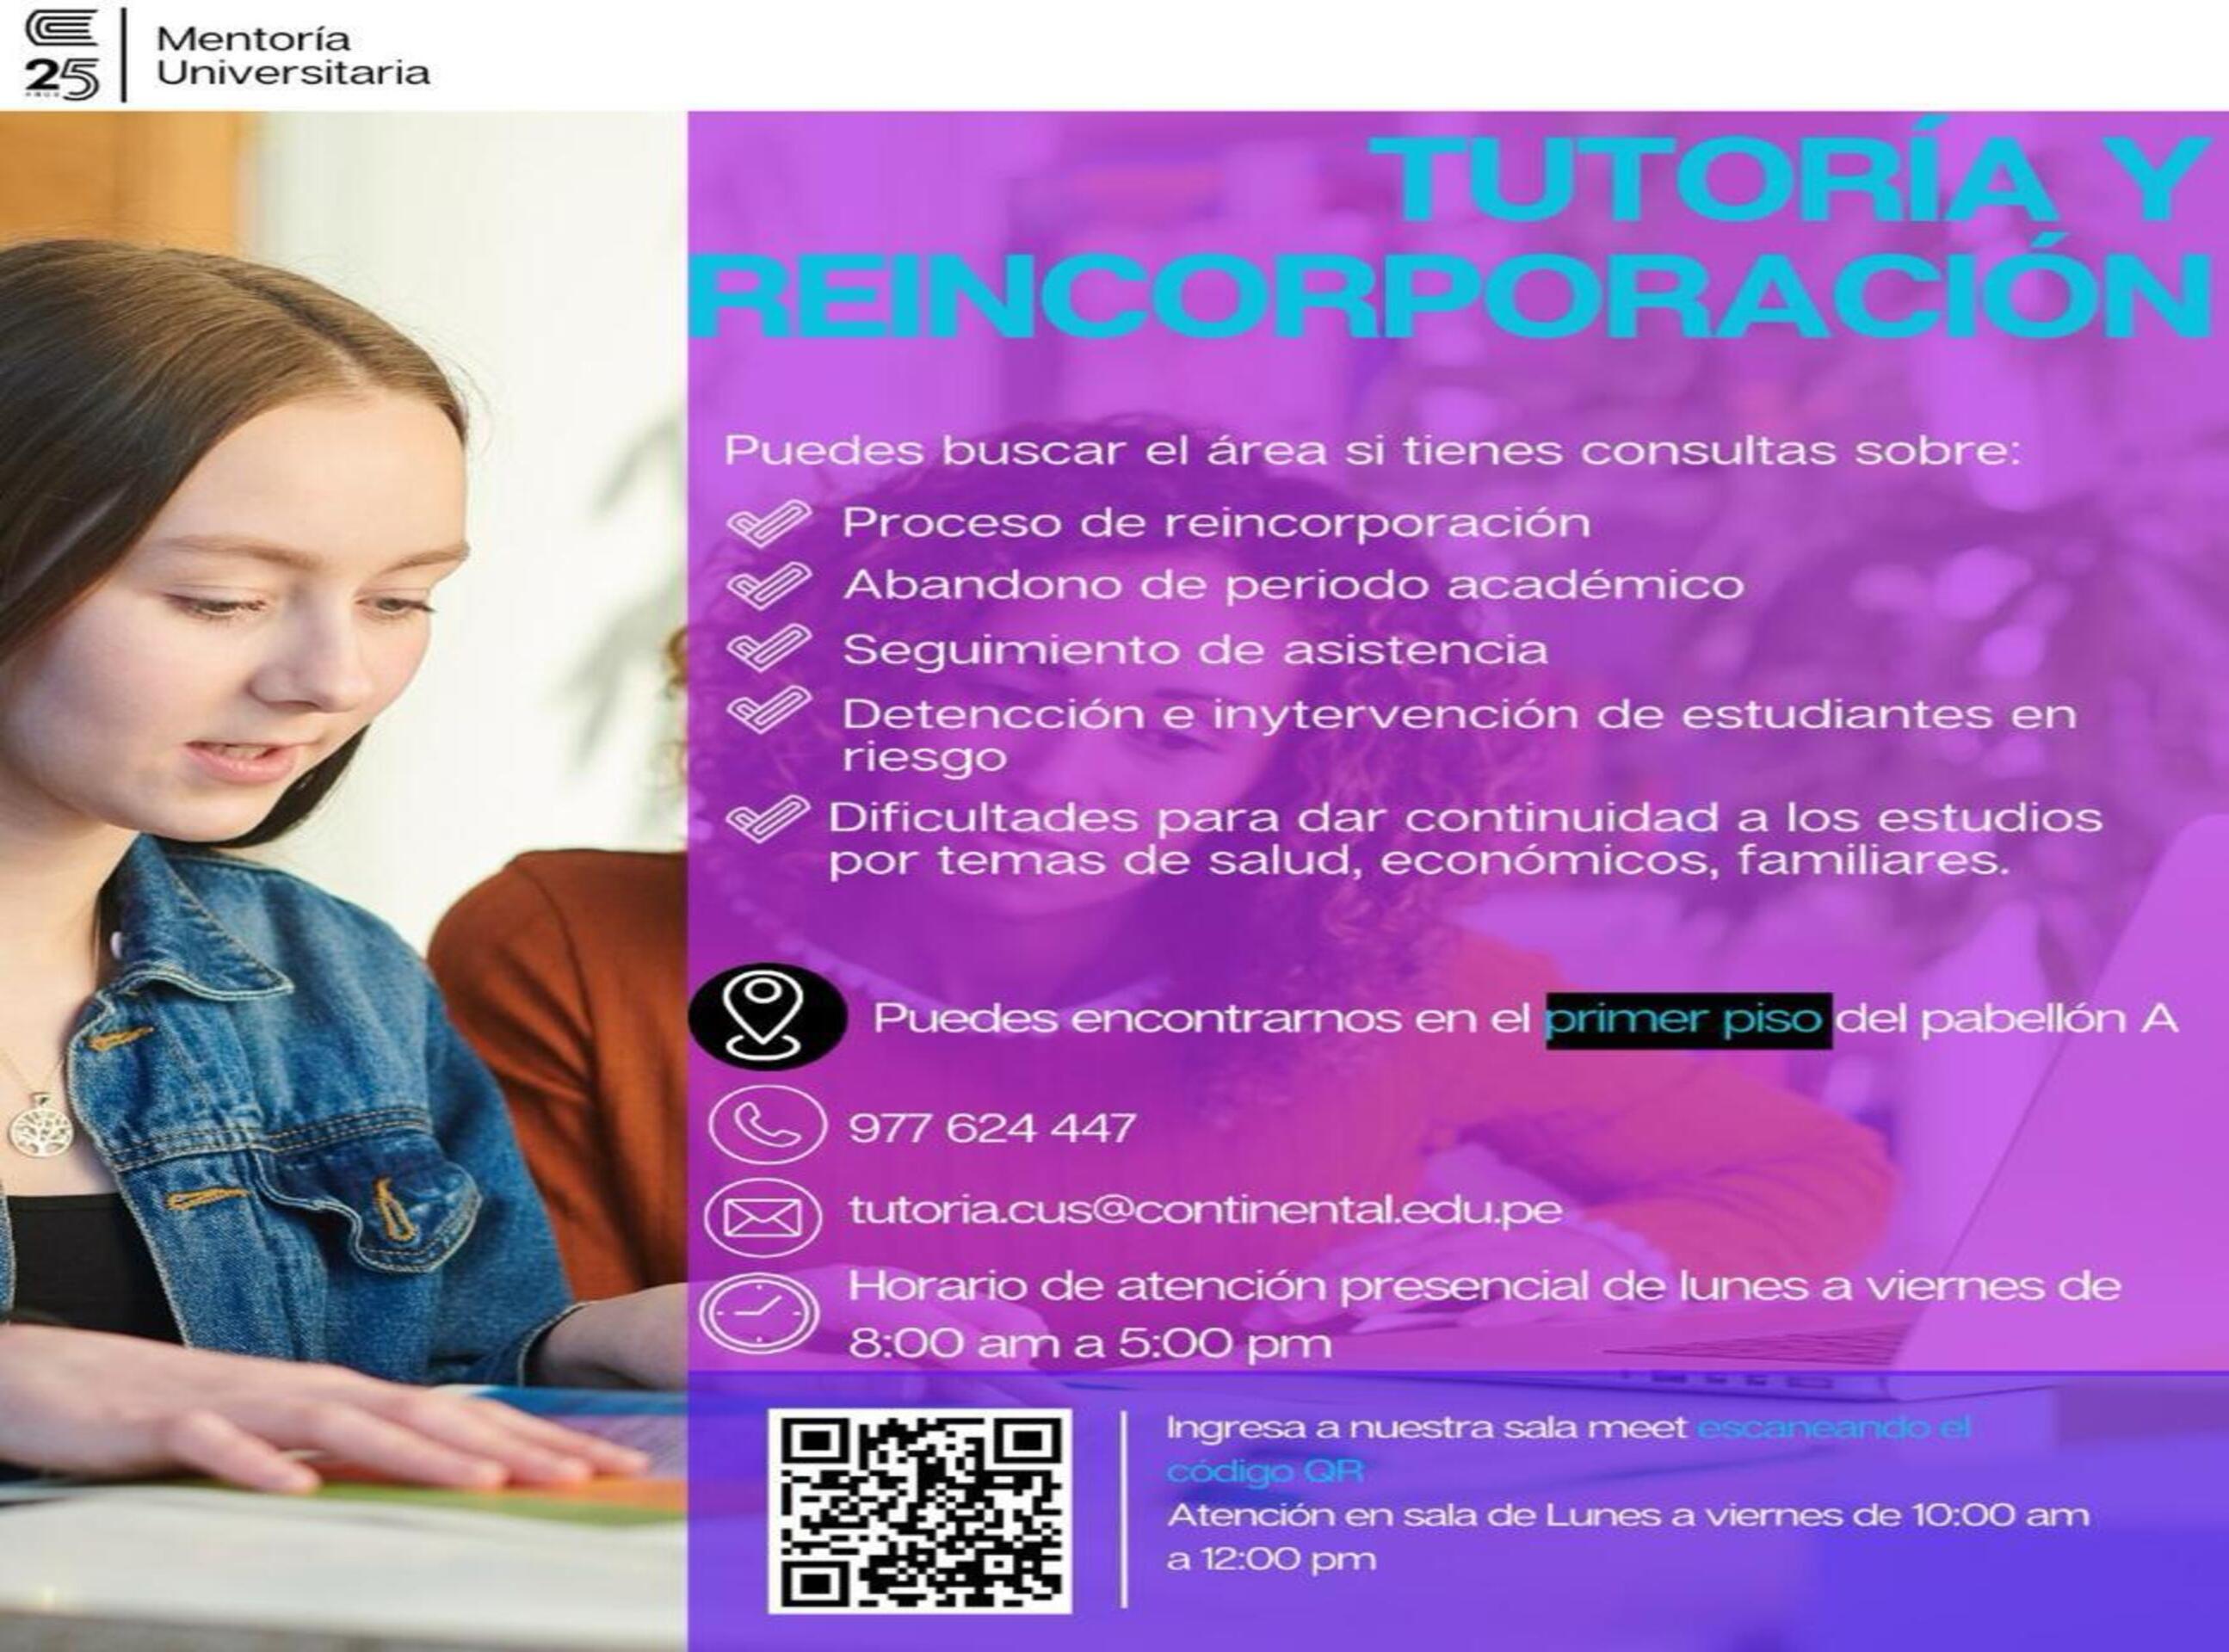 25
Mentoría
Universitaria
TUTORÍA Y
REINCORPORACIÓN
Puedes buscar el área si tienes consultas sobre:
Proceso de reincorporación
Abandono de periodo académico
Seguimiento de asistencia
Detencción e inytervención de estudiantes en
riesgo
Dificultades para dar continuidad a los estudios
por temas de salud, económicos, familiares.
Puedes encontrarnos en el primer piso del pabellón A
977 624 447
tutoria.cus@continental.edu.pe
Horario de atención presencial de lunes a viernes de
8:00 am a 5:00 pm
Ingresa a nuestra sala meet escaneando el
código QR
Atención en sala de Lunes a viernes de 10:00 am
a 12:00 pm